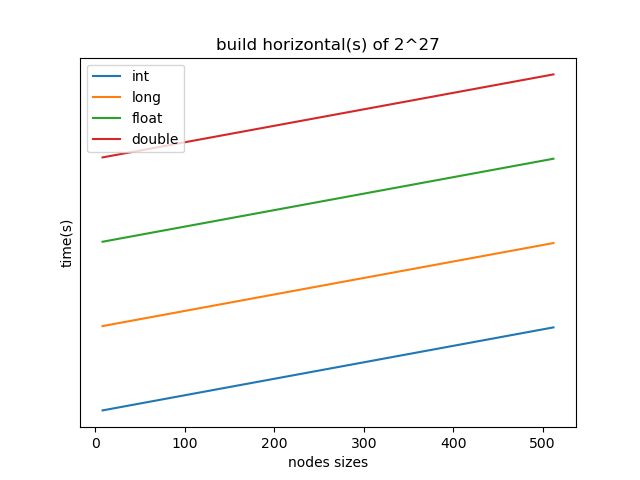 build horizontal(s) of 2^27
int
long
float
double
time(s)
0 100 200 300 400 500
nodes sizes